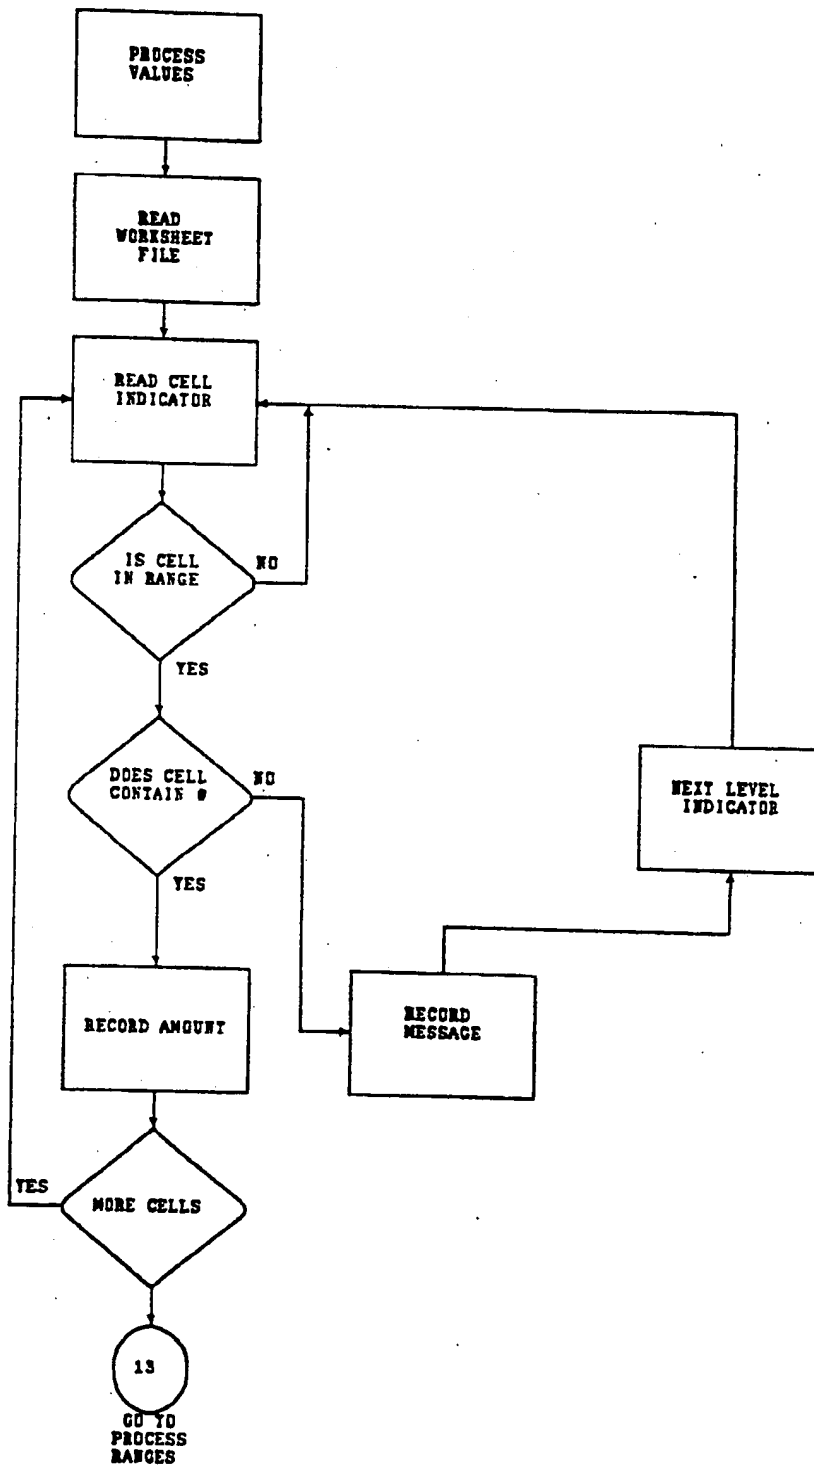 PROCESS
VALUES
READ
WORKSHEET
FILE
READ CELL
INDICATOR
IS CELL
IN RANGE
NO
YES
DOES CELL
CONTAIN #
NO
YES
NEXT LEVEL
INDICATOR
RECORD AMOUNT
RECORD
MESSAGE
YES
MORE CELLS
13
GO TO
PROCESS
RANGES